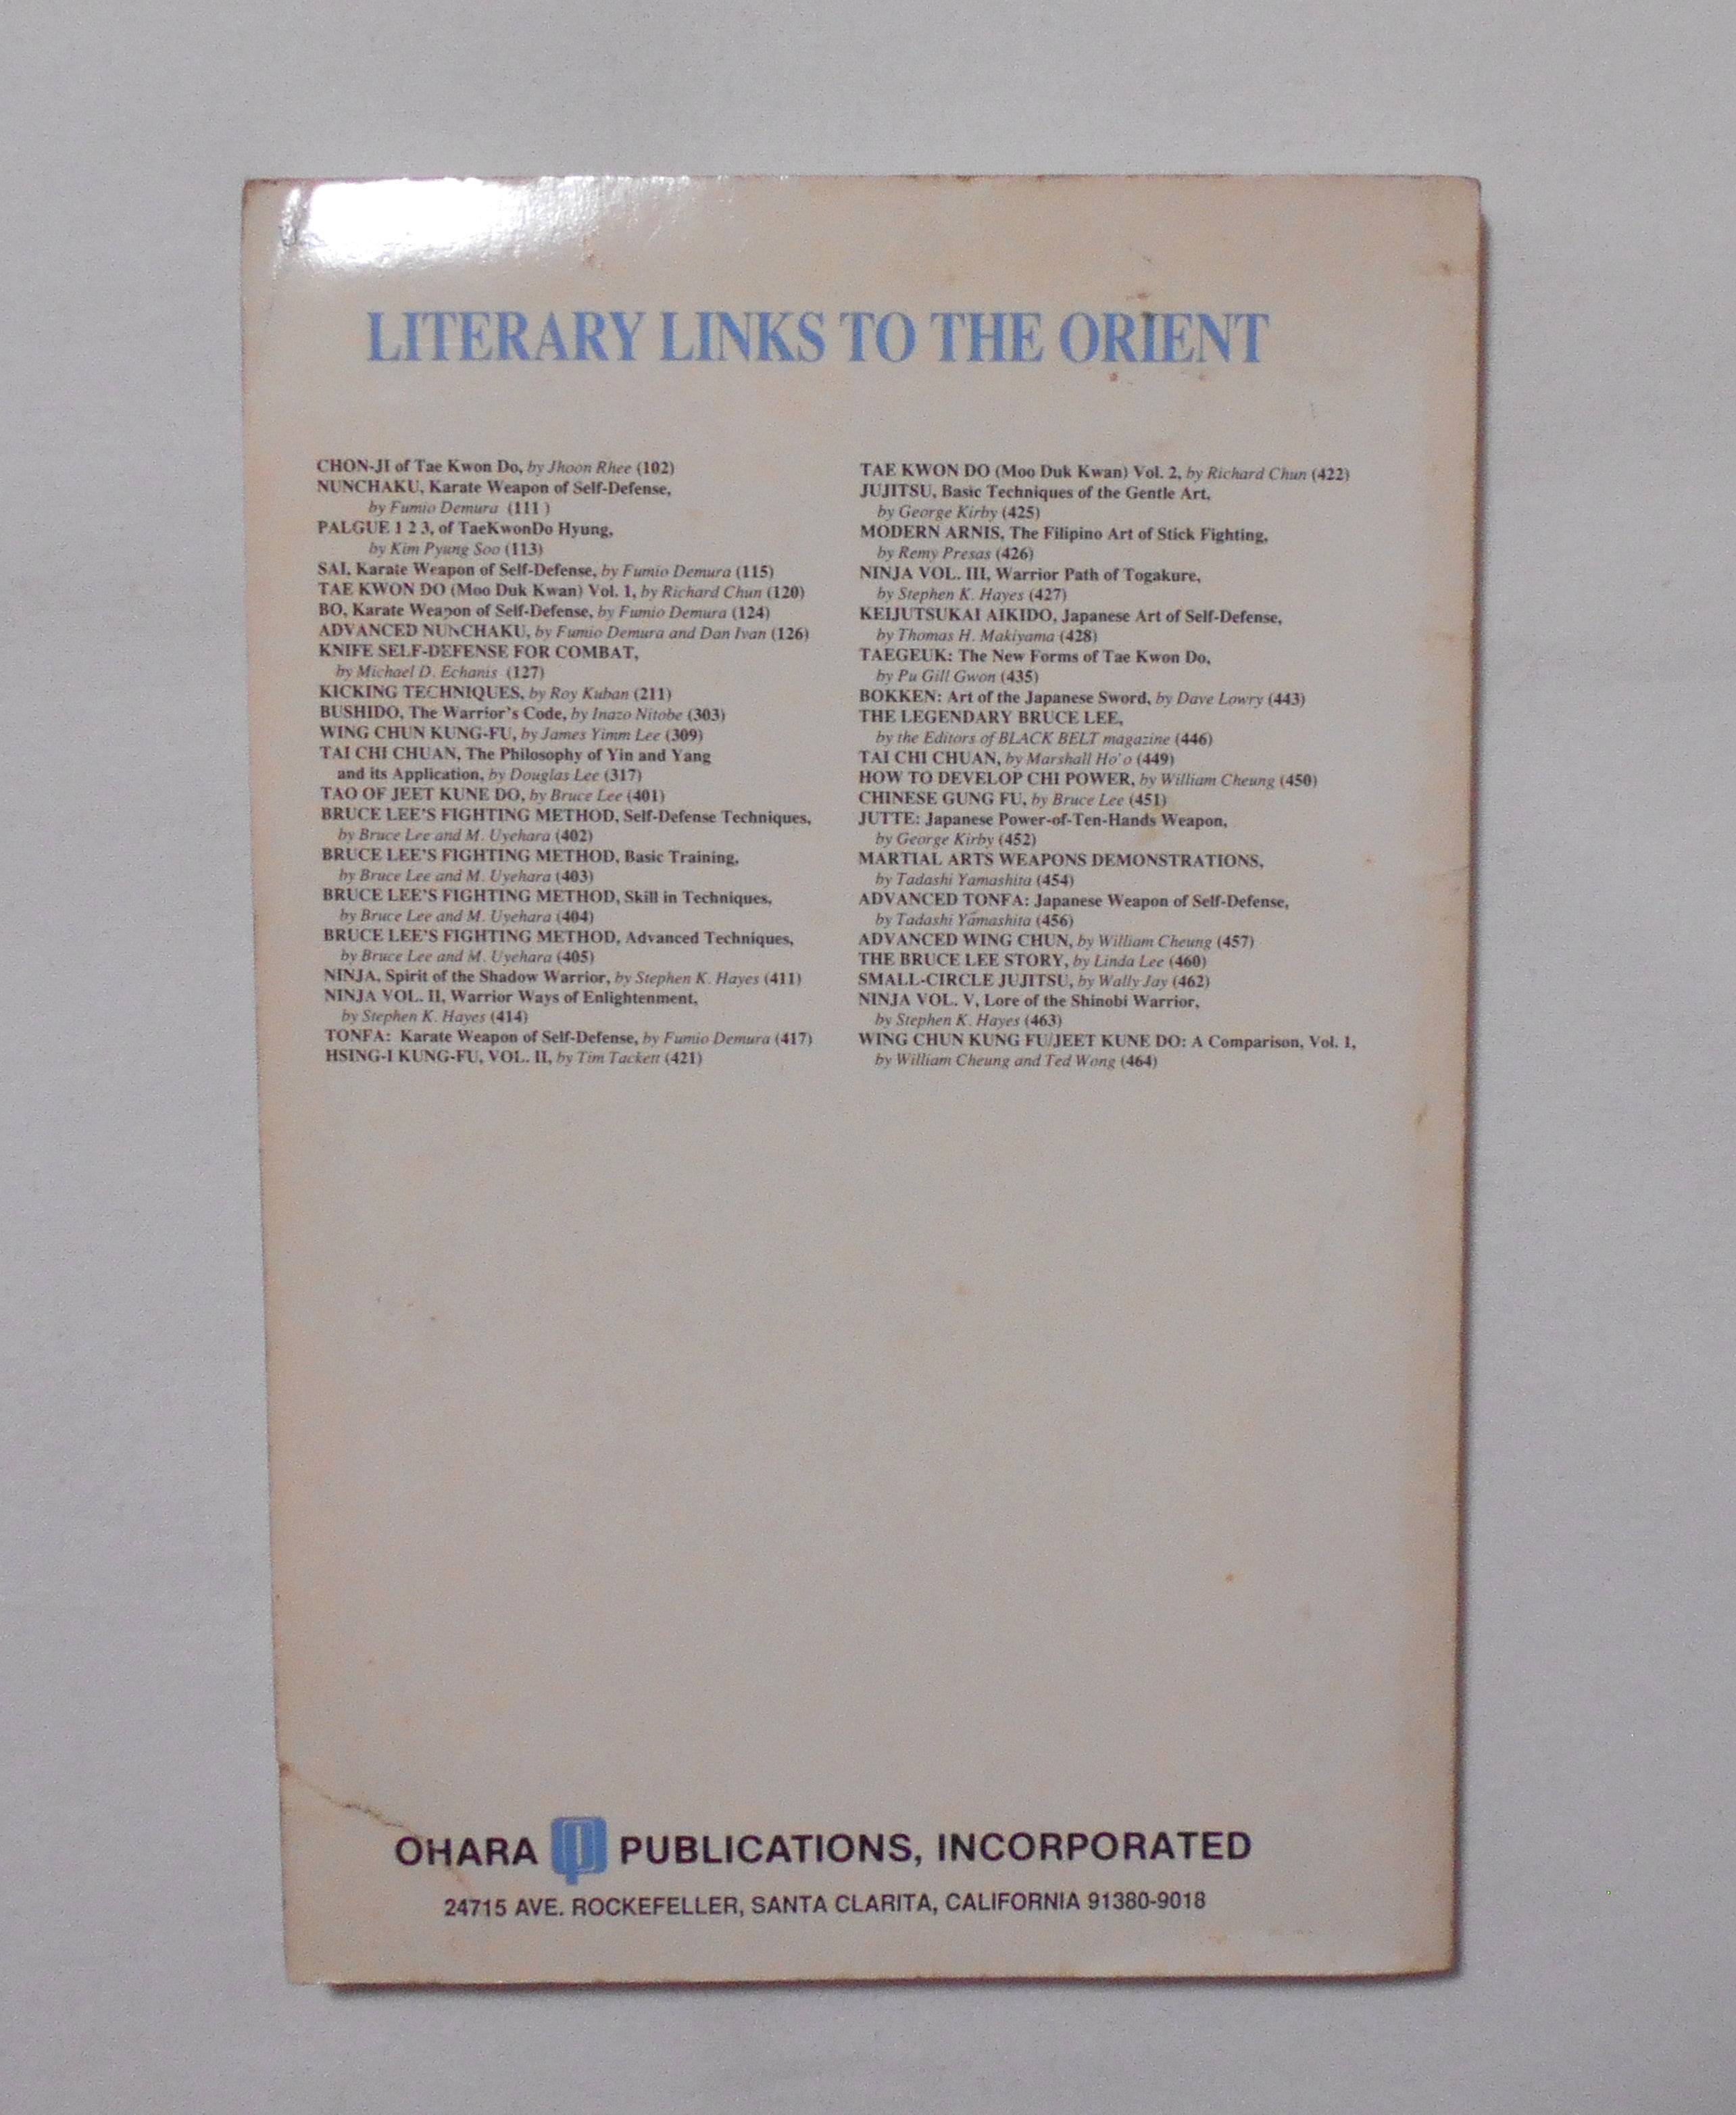 LITERARY LINKS TO THE ORIENT
CHON-JI of Tae Kwon Do, by Jhoon Rhee (102)
NUNCHAKU, Karate Weapon of Self-Defense,
by Fumio Demura (111 )
PALGUE 1 2 3, of TaeKwonDo Hyung,
by Kim Pyung Soo (113)
SAI, Karate Weapon of Self-Defense, by Fumio Demura (115)
TAE KWON DO (Moo Duk Kwan) Vol. 1, by Richard Chun (120)
BO, Karate Weapon of Self-Defense, by Fumio Demura (124)
ADVANCED NUNCHAKU, by Fumio Demura and Dan Ivan (126)
KNIFE SELF-DEFENSE FOR COMBAT,
by Michael D. Echanis (127)
KICKING TECHNIQUES, by Roy Kuban (211)
BUSHIDO, The Warrior's Code, by Inazo Nitobe (303)
WING CHUN KUNG-FU, by James Yimm Lee (309)
TAI CHI CHUAN, The Philosophy of Yin and Yang
and its Application, by Douglas Lee (317)
TAO OF JEET KUNE DO, by Bruce Lee (401)
BRUCE LEE'S FIGHTING METHOD, Self-Defense Techniques,
by Bruce Lee and M. Uyehara (402)
BRUCE LEE'S FIGHTING METHOD, Basic Training,
by Bruce Lee and M. Uyehara (403)
BRUCE LEE'S FIGHTING METHOD, Skill in Techniques,
by Bruce Lee and M. Uyehara (404)
BRUCE LEE'S FIGHTING METHOD, Advanced Techniques,
by Bruce Lee and M. Uyehara (405)
NINJA, Spirit of the Shadow Warrior, by Stephen K. Hayes (411)
NINJA VOL. II, Warrior Ways of Enlightenment,
by Stephen K. Hayes (414)
TONFA: Karate Weapon of Self-Defense, by Fumio Demura (417)
HSING-I KUNG-FU, VOL. II, by Tim Tackett (421)
TAE KWON DO (Moo Duk Kwan) Vol. 2, by Richard Chun (422)
JUJITSU, Basic Techniques of the Gentle Art,
by George Kirby (425)
MODERN ARNIS, The Filipino Art of Stick Fighting,
by Remy Presas (426)
NINJA VOL. III, Warrior Path of Togakure,
by Stephen K. Hayes (427)
KEIJUTSUKAI AIKIDO, Japanese Art of Self-Defense,
by Thomas H. Makiyama (428)
TAEGEUK: The New Forms of Tae Kwon Do,
by Pu Gill Gwon (435)
BOKKEN: Art of the Japanese Sword, by Dave Lowry (443)
THE LEGENDARY BRUCE LEE,
by the Editors of BLACK BELT magazine (446)
TAI CHI CHUAN, by Marshall Ho'o (449)
HOW TO DEVELOP CHI POWER, by William Cheung (450)
CHINESE GUNG FU, by Bruce Lee (451)
JUTTE: Japanese Power-of-Ten-Hands Weapon,
by George Kirby (452)
MARTIAL ARTS WEAPONS DEMONSTRATIONS,
by Tadashi Yamashita (454)
ADVANCED TONFA: Japanese Weapon of Self-Defense,
by Tadashi Yamashita (456)
ADVANCED WING CHUN, by William Cheung (457)
THE BRUCE LEE STORY, by Linda Lee (460)
SMALL-CIRCLE JUJITSU, by Wally Jay (462)
NINJA VOL. V, Lore of the Shinobi Warrior,
by Stephen K. Hayes (463)
WING CHUN KUNG FU/JEET KUNE DO: A Comparison, Vol. 1,
by William Cheung and Ted Wong (464)
OHARA PUBLICATIONS, INCORPORATED
24715 AVE. ROCKEFELLER, SANTA CLARITA, CALIFORNIA 91380-9018